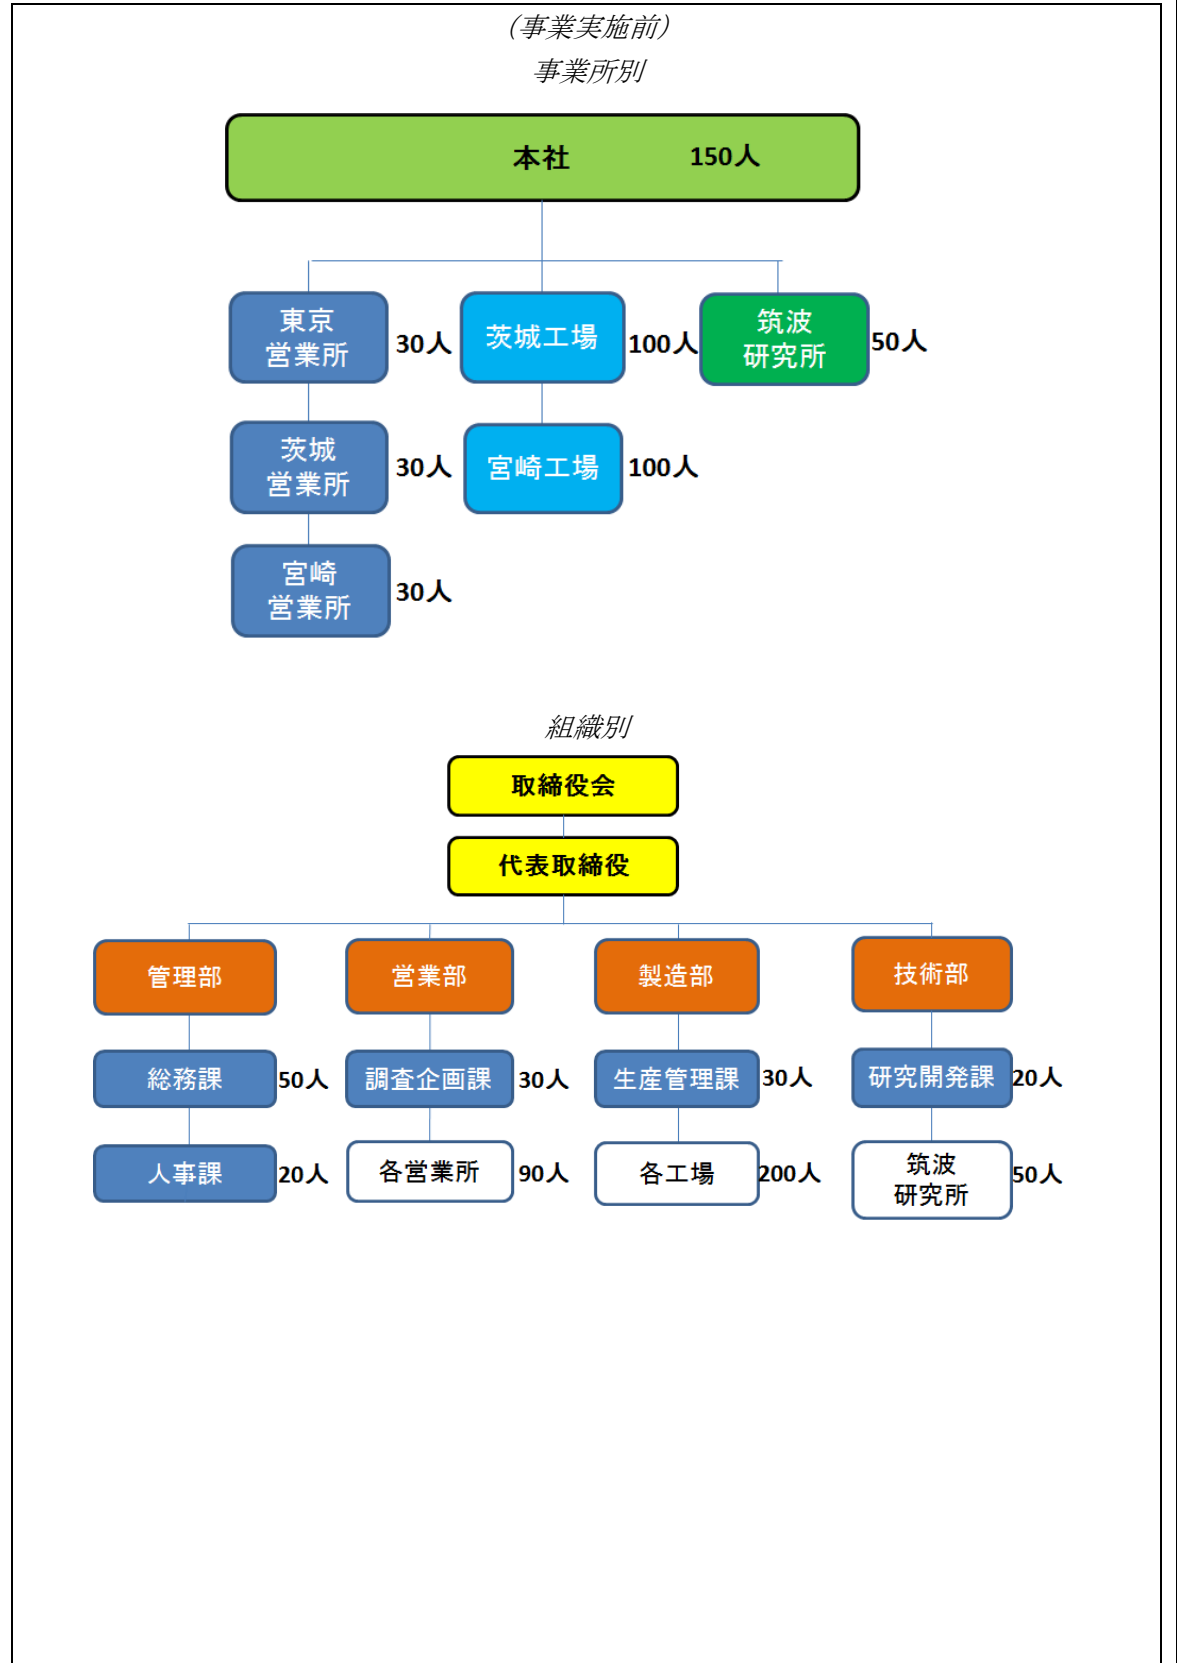 (事業実施前)
事業所別
本社 150人
東京
営業所
30人
茨城工場
100人
筑波
研究所
50人
茨城
営業所
30人
宮崎工場
100人
宮崎
営業所
30人
組織別
取締役会
代表取締役
管理部
営業部
製造部
技術部
総務課
50人
調査企画課
30人
生産管理課
30人
研究開発課
20人
人事課
20人
各営業所
90人
各工場
200人
筑波
研究所
50人